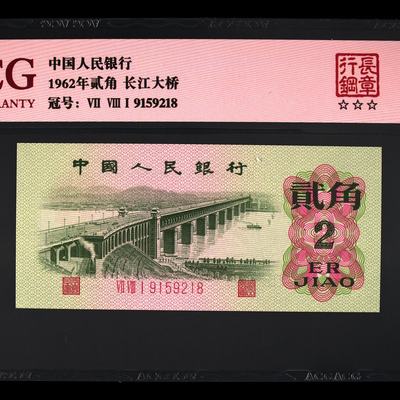 CG
中国人民银行
1962年贰角 长江大桥
冠号: VII VIII I 9159218
RANTY
長章
行鋼
☆☆☆
中國人民銀行
貳角
2
ER
JIAO
VII VIII I 9159218